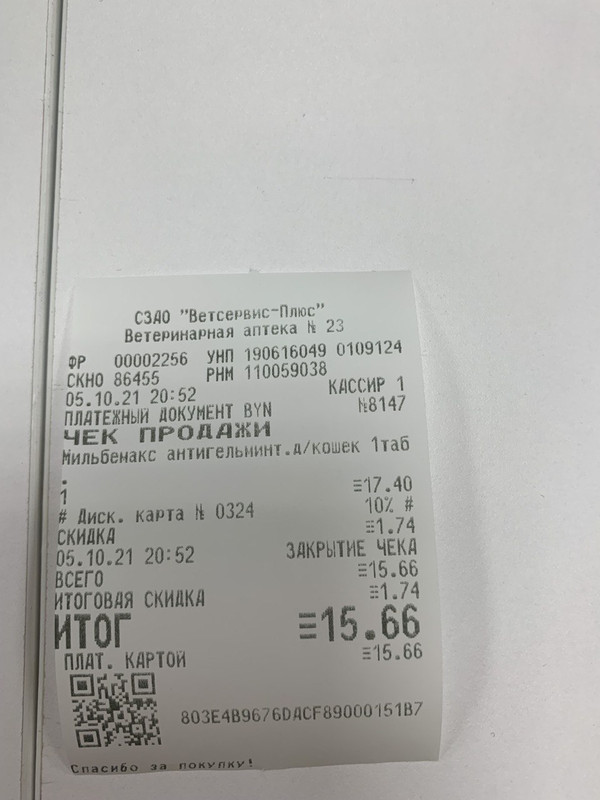 СЗАО "Ветсервис-Плюс"
Ветеринарная аптека № 23
ФР 00002256 УНП 190616049 0109124
СКНО 86455 РНМ 110059038
05.10.21 20:52 КАССИР 1
ПЛАТЕЖНЫЙ ДОКУМЕНТ BYN №8147
ЧЕК ПРОДАЖИ
Мильбемакс антигельминт.д/кошек 1таб
.
1 ≡17.40
# Диск. карта № 0324 10% #
СКИДКА ≡1.74
05.10.21 20:52 ЗАКРЫТИЕ ЧЕКА
ВСЕГО ≡15.66
ИТОГОВАЯ СКИДКА ≡1.74
ИТОГ ≡15.66
ПЛАТ. КАРТОЙ ≡15.66
803E4B9676DACF89000151B7
Спасибо за покупку!